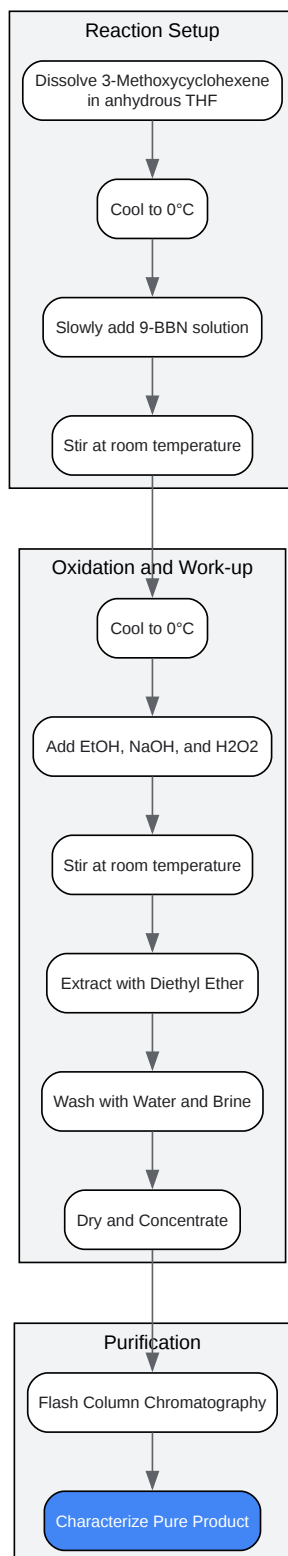 Reaction Setup
Dissolve 3-Methoxycyclohexene
in anhydrous THF
Cool to 0°C
Slowly add 9-BBN solution
Stir at room temperature
Oxidation and Work-up
Cool to 0°C
Add EtOH, NaOH, and H2O2
Stir at room temperature
Extract with Diethyl Ether
Wash with Water and Brine
Dry and Concentrate
Purification
Flash Column Chromatography
Characterize Pure Product